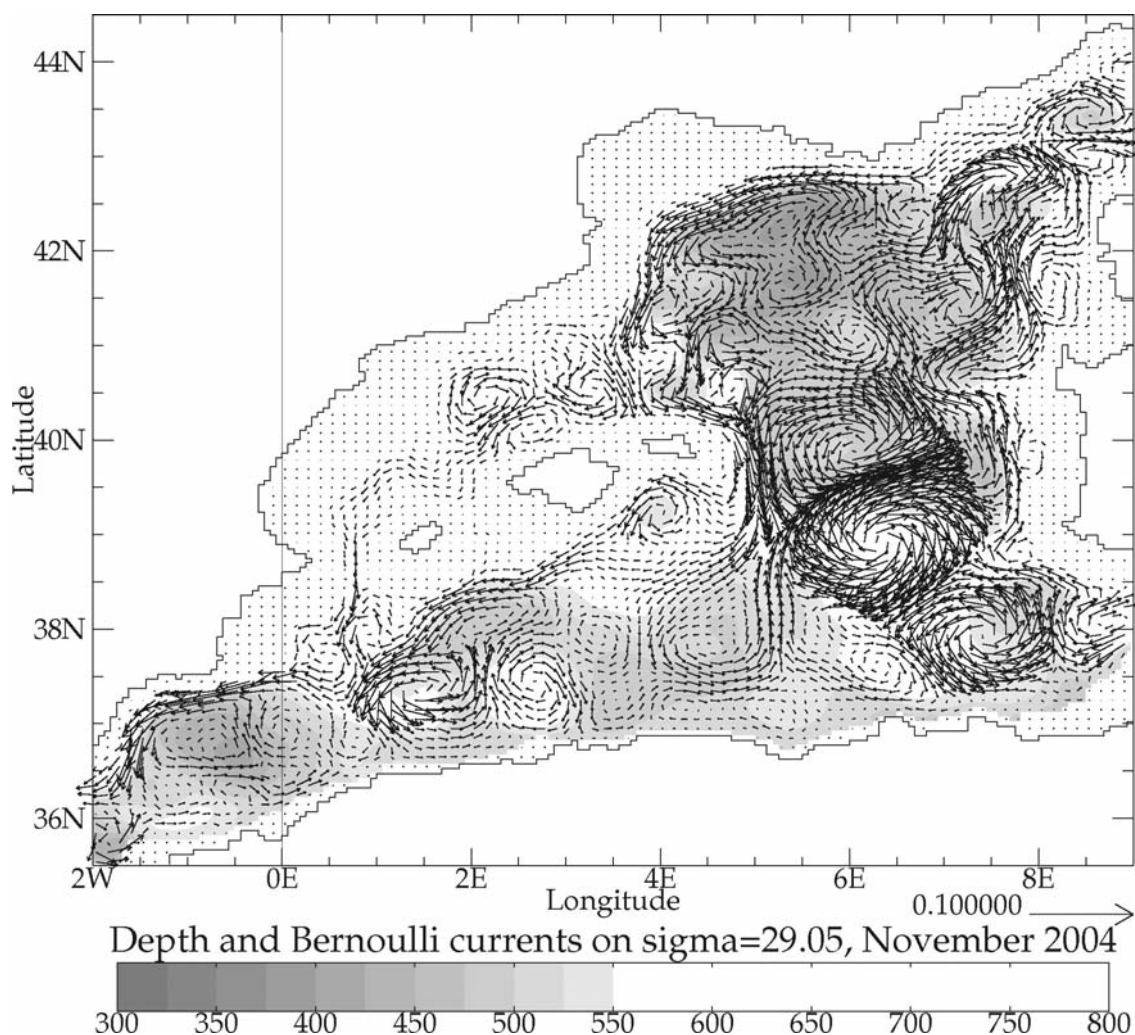 44N
42N
40N
38N
36N
Latitude
2W 0E 2E 4E 6E 8E
Longitude
0.100000
Depth and Bernoulli currents on sigma=29.05, November 2004
300 350 400 450 500 550 600 650 700 750 800